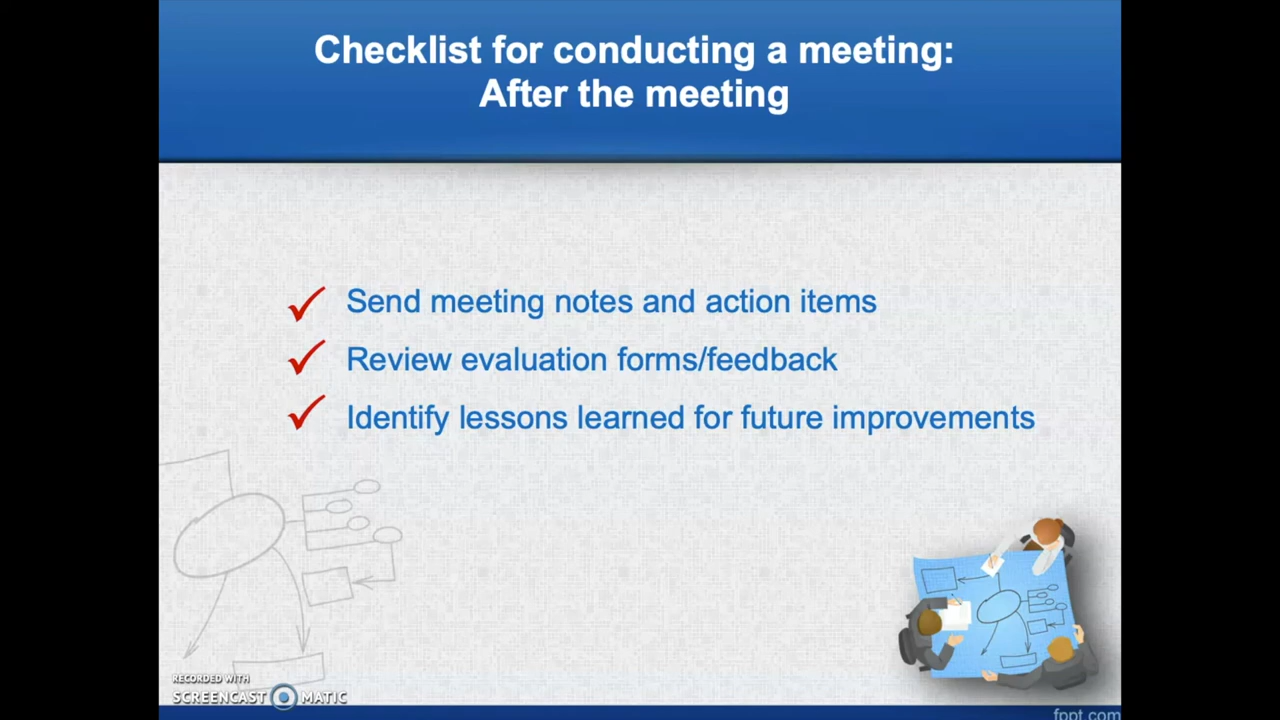 Checklist for conducting a meeting:
After the meeting
Send meeting notes and action items
Review evaluation forms/feedback
Identify lessons learned for future improvements
RECORDED WITH
SCREENCAST MATIC
fppt.com